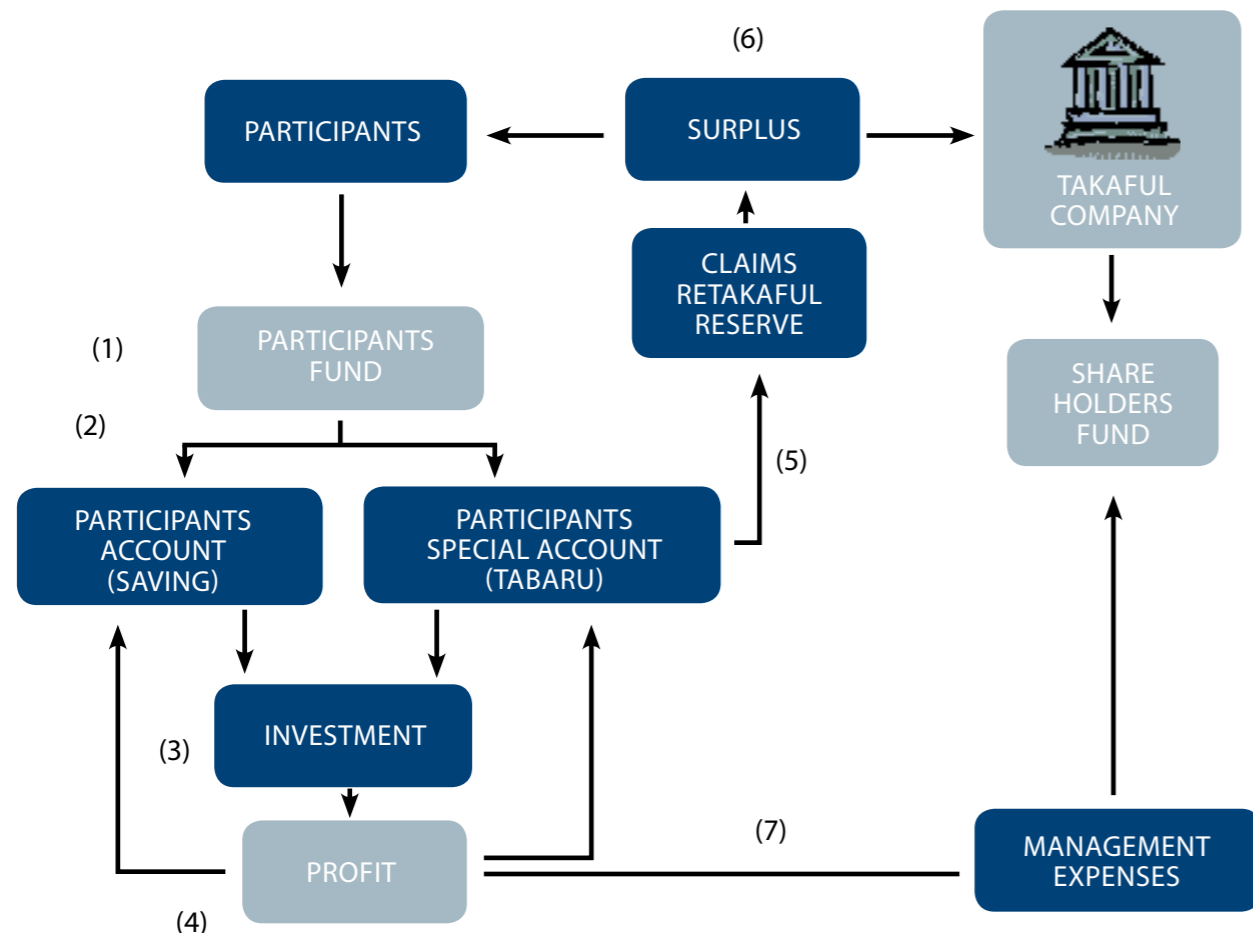 (6)
PARTICIPANTS
SURPLUS
TAKAFUL
COMPANY
CLAIMS
RETAKAFUL
RESERVE
(1)
PARTICIPANTS
FUND
SHARE
HOLDERS
FUND
(2)
(5)
PARTICIPANTS
ACCOUNT
(SAVING)
PARTICIPANTS
SPECIAL ACCOUNT
(TABARU)
INVESTMENT
(3)
(7)
PROFIT
MANAGEMENT
EXPENSES
(4)